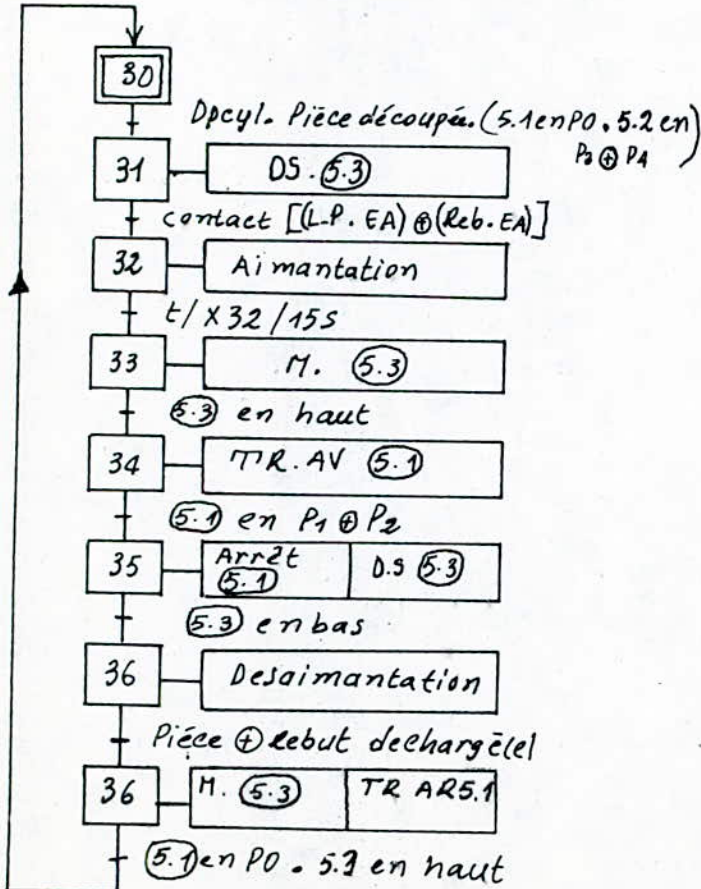 30
Dpcyl. Pièce découpée. (5.1 en P0 . 5.2 en
P3 ⊕ P4)
31 DS. 5.3
contact [(L.P. EA) ⊕ (Reb. EA)]
32 Aimantation
t/X32/15s
33 M. 5.3
5.3 en haut
34 TR. AV 5.1
5.1 en P1 ⊕ P2
35 Arrêt 5.1 D.S 5.3
5.3 en bas
36 Desaimantation
Pièce ⊕ Rebut dechargé(e)
36 M. 5.3 TR AR5.1
5.1 en P0 . 5.3 en haut